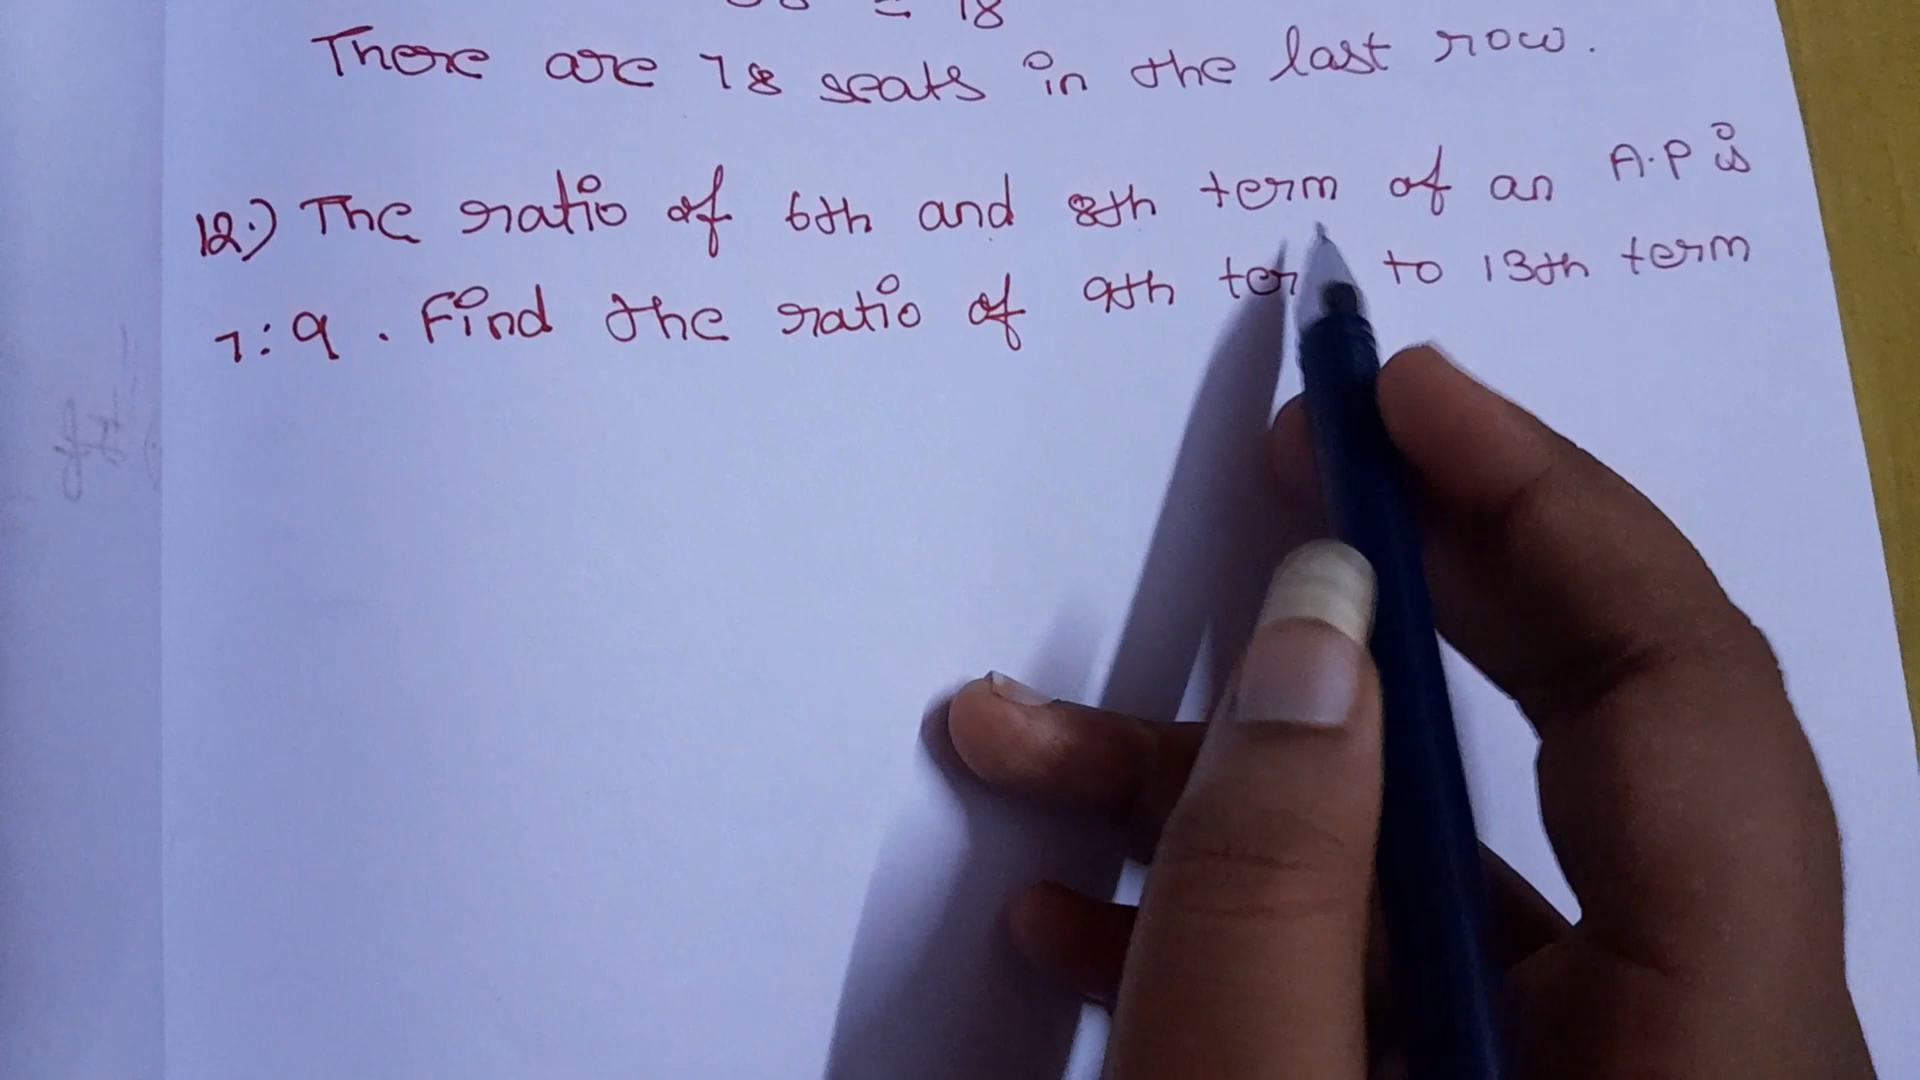 = 18
There are 78 seats in the last row.
12.) The ratio of 6th and 8th term of an A.P is
7:9. Find the ratio of 9th to 13th term